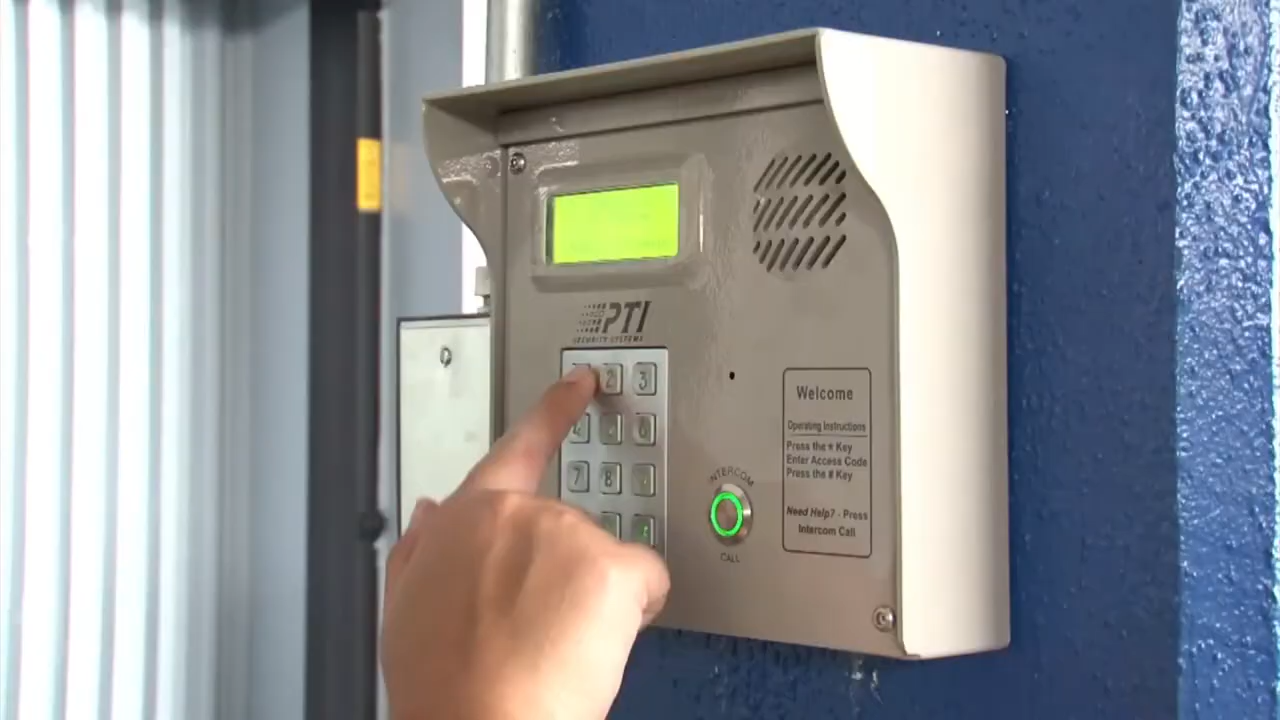 PTI
SECURITY SYSTEMS
2 3
7 8
INTERCOM
CALL
Welcome
Operating Instructions
Press the * Key
Enter Access Code
Press the # Key
Need Help? - Press
Intercom Call